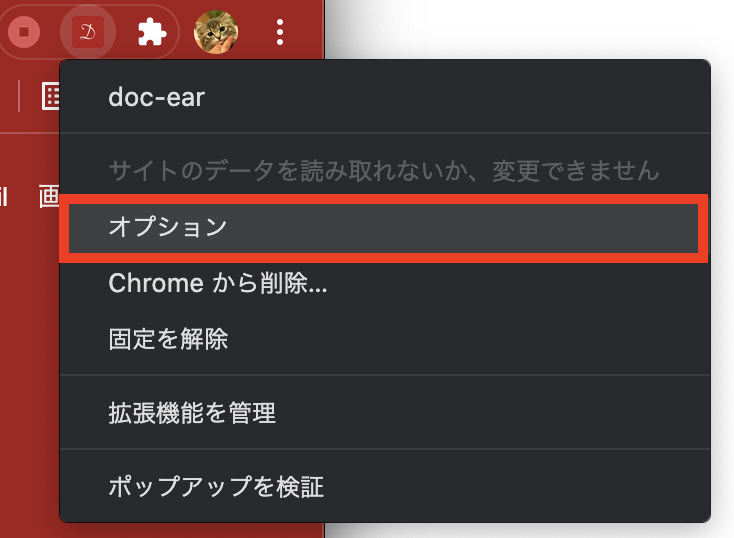 D
doc-ear
サイトのデータを読み取れないか、変更できません
il 画
オプション
Chrome から削除...
固定を解除
拡張機能を管理
ポップアップを検証